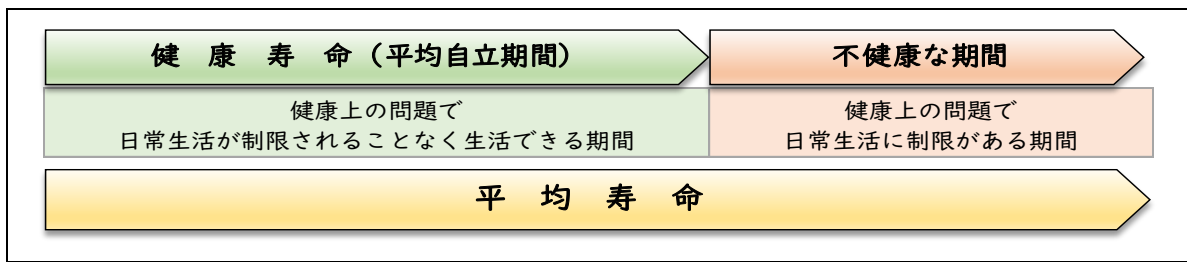 健康寿命（平均自立期間）
不健康な期間
健康上の問題で
日常生活が制限されることなく生活できる期間
健康上の問題で
日常生活に制限がある期間
平均寿命